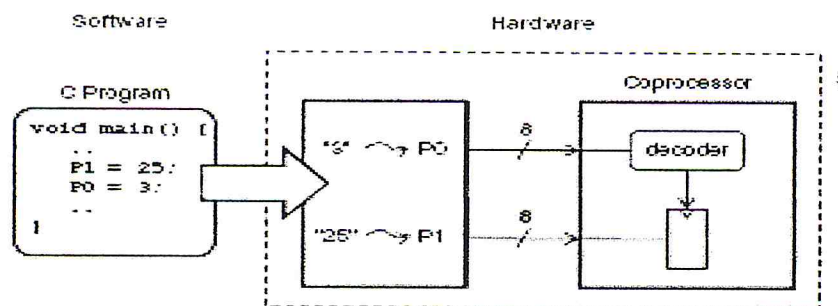 Software
Hardware
C Program
Coprocessor
void main() {
..
P1 = 25;
P0 = 3;
..
}
"3" P0
8
decoder
"25" P1
8